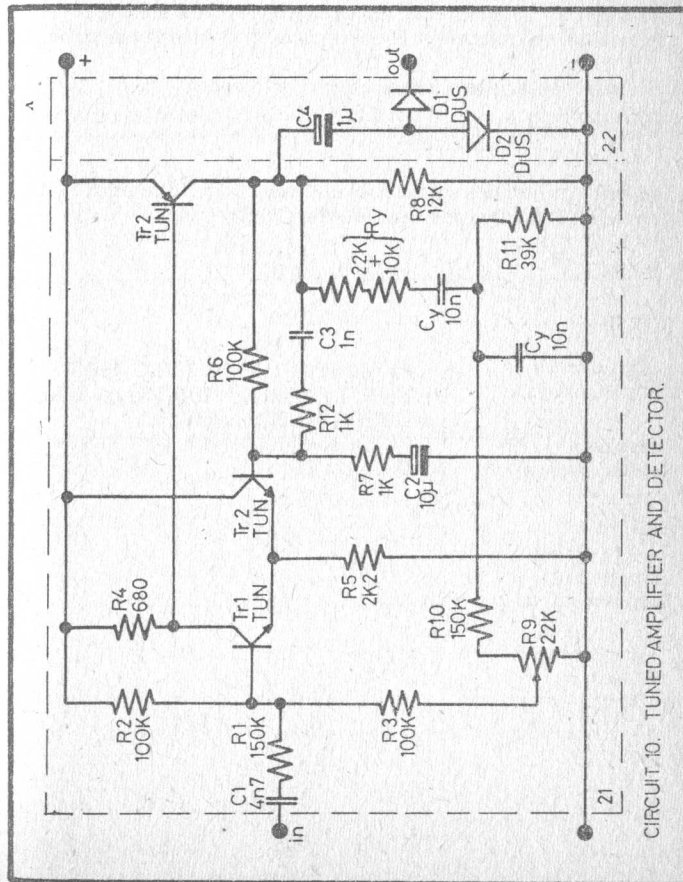 +
Tr2
TUN
R4
680
R2
100K
Tr1
TUN
Tr2
TUN
R6
100K
C4
1µ
Iout
D1
DUS
D2
DUS
C1
4n7
R1
150K
in
R12
1K
C3
1n
22K
+
10K
Ry
R8
12K
R7
1K
C2
10µ
R5
2K2
Cy
10n
R3
100K
R10
150K
R9
22K
Cy
10n
R11
39K
-
21
22
CIRCUIT. 10. TUNED AMPLIFIER AND DETECTOR.